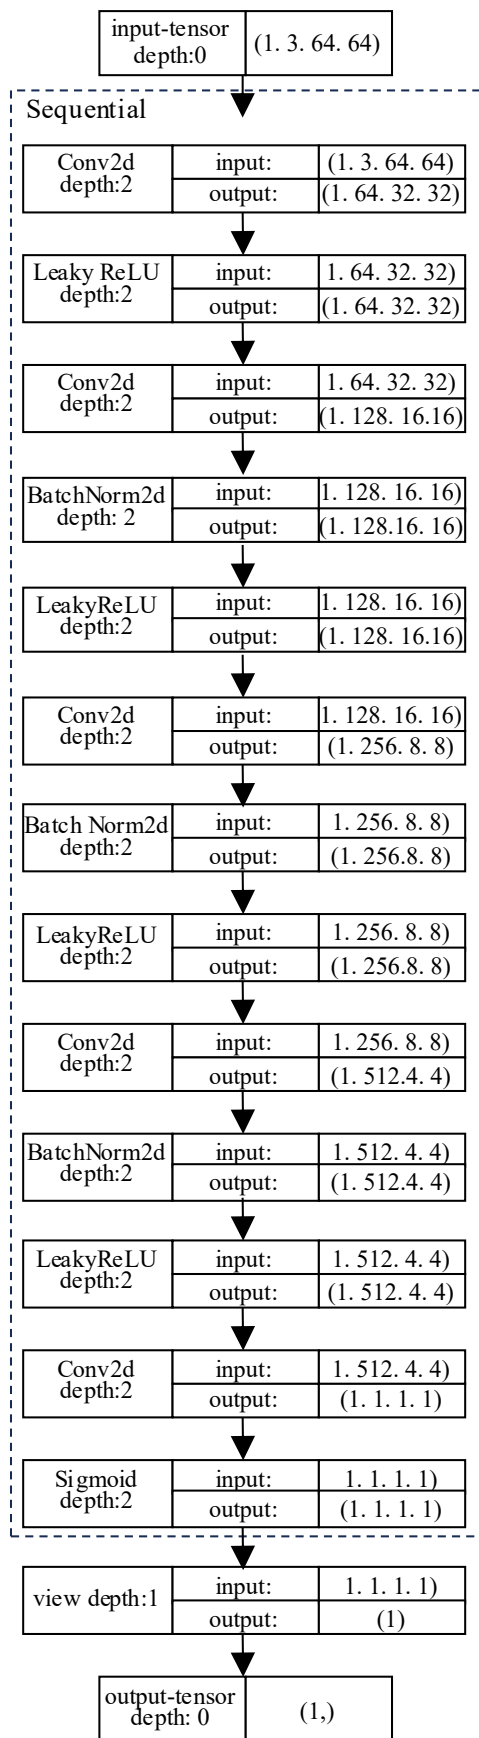 input-tensor
depth:0
(1. 3. 64. 64)
Sequential
Conv2d
depth:2
input:
(1. 3. 64. 64)
output:
(1. 64. 32. 32)
Leaky ReLU
depth:2
input:
1. 64. 32. 32)
output:
(1. 64. 32. 32)
Conv2d
depth:2
input:
1. 64. 32. 32)
output:
(1. 128. 16.16)
BatchNorm2d
depth: 2
input:
1. 128. 16. 16)
output:
(1. 128.16. 16)
LeakyReLU
depth:2
input:
1. 128. 16. 16)
output:
(1. 128. 16.16)
Conv2d
depth:2
input:
1. 128. 16. 16)
output:
(1. 256. 8. 8)
Batch Norm2d
depth:2
input:
1. 256. 8. 8)
output:
(1. 256.8. 8)
LeakyReLU
depth:2
input:
1. 256. 8. 8)
output:
(1. 256.8. 8)
Conv2d
depth:2
input:
1. 256. 8. 8)
output:
(1. 512.4. 4)
BatchNorm2d
depth:2
input:
1. 512. 4. 4)
output:
(1. 512.4. 4)
LeakyReLU
depth:2
input:
1. 512. 4. 4)
output:
(1. 512. 4. 4)
Conv2d
depth:2
input:
1. 512. 4. 4)
output:
(1. 1. 1. 1)
Sigmoid
depth:2
input:
1. 1. 1. 1)
output:
(1. 1. 1. 1)
view depth:1
input:
1. 1. 1. 1)
output:
(1)
output-tensor
depth: 0
(1,)